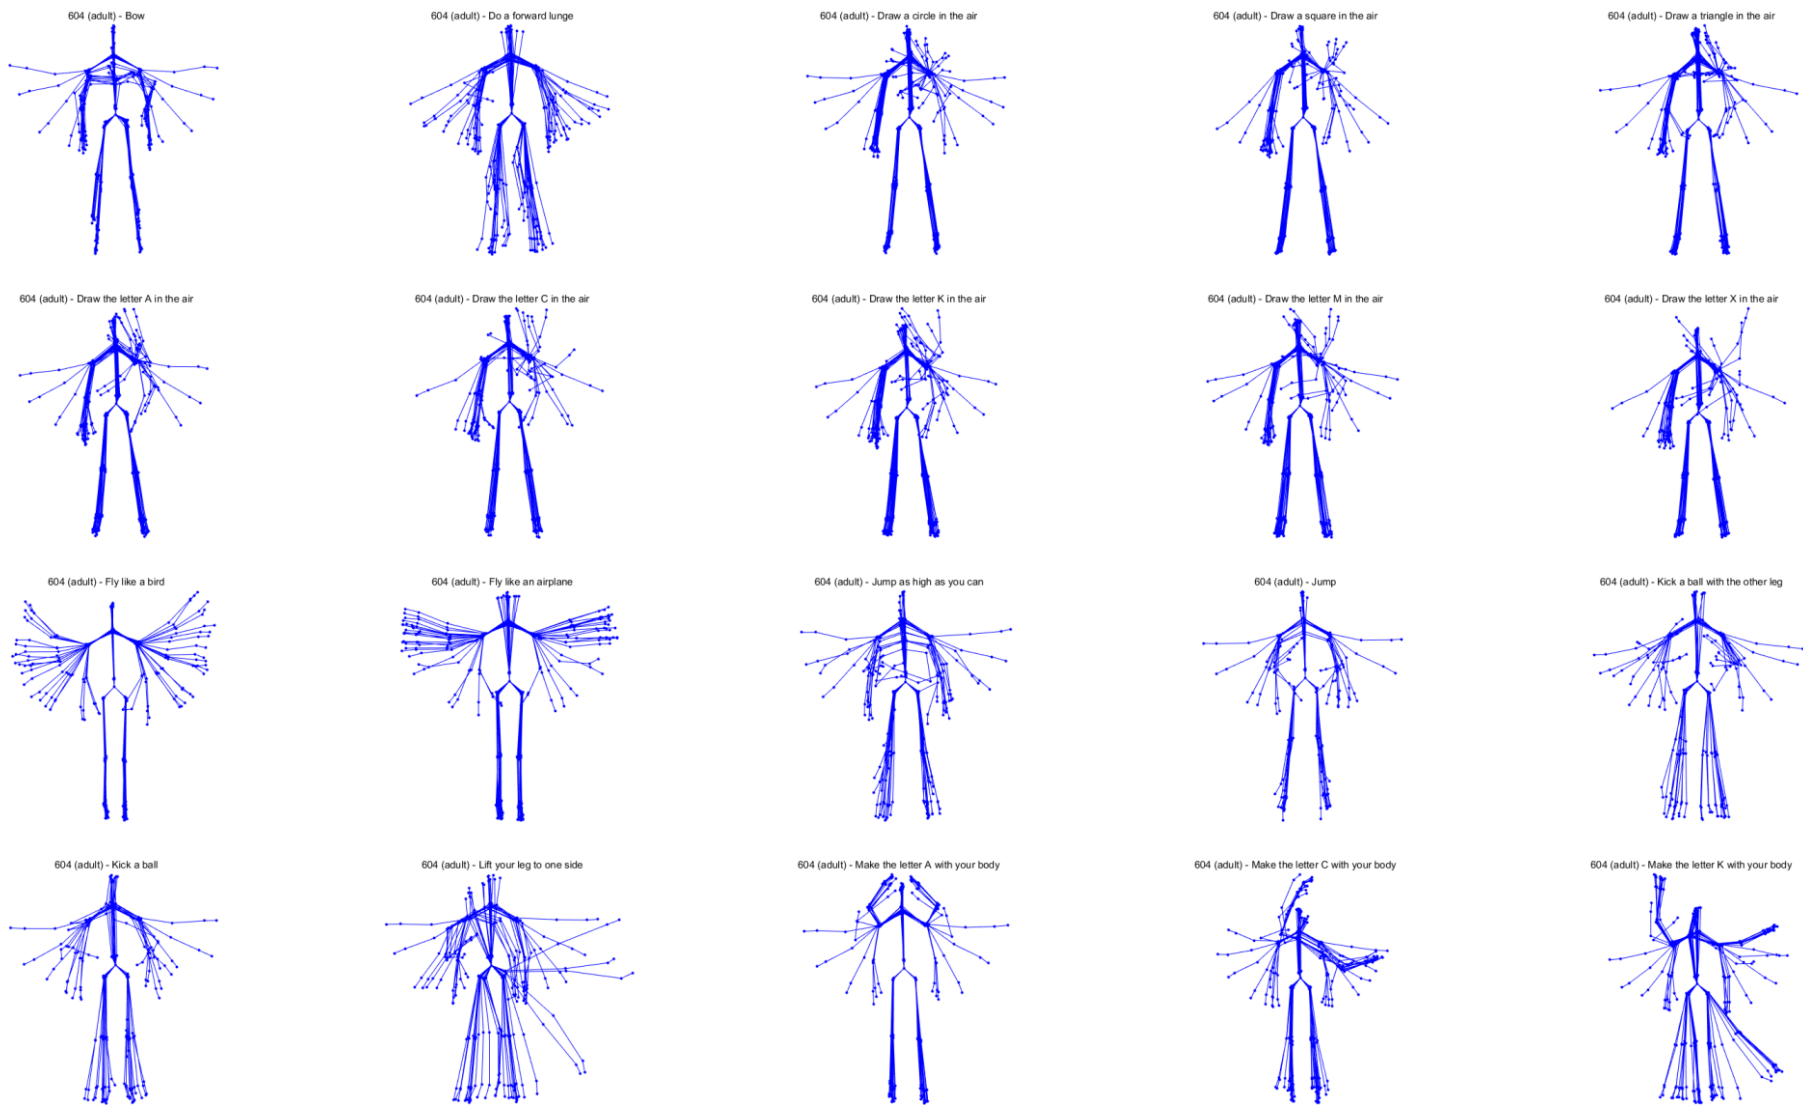 604 (adult) - Bow
604 (adult) - Do a forward lunge
604 (adult) - Draw a circle in the air
604 (adult) - Draw a square in the air
604 (adult) - Draw a triangle in the air
604 (adult) - Draw the letter A in the air
604 (adult) - Draw the letter C in the air
604 (adult) - Draw the letter K in the air
604 (adult) - Draw the letter M in the air
604 (adult) - Draw the letter X in the air
604 (adult) - Fly like a bird
604 (adult) - Fly like an airplane
604 (adult) - Jump as high as you can
604 (adult) - Jump
604 (adult) - Kick a ball with the other leg
604 (adult) - Kick a ball
604 (adult) - Lift your leg to one side
604 (adult) - Make the letter A with your body
604 (adult) - Make the letter C with your body
604 (adult) - Make the letter K with your body